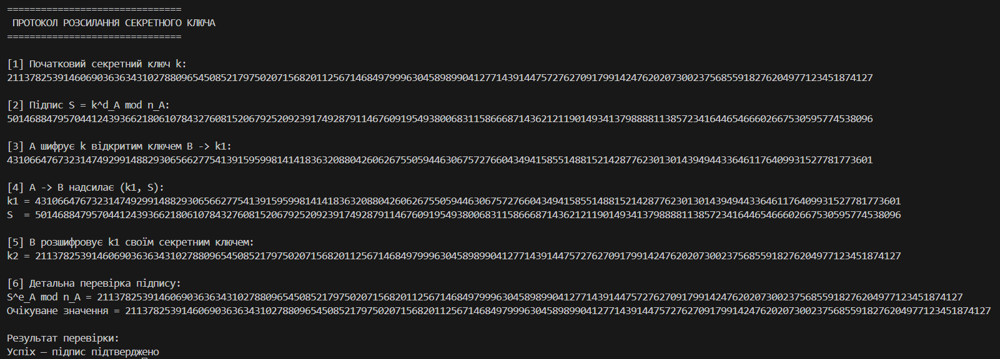 ===============================
ПРОТОКОЛ РОЗСИЛАННЯ СЕКРЕТНОГО КЛЮЧА
===============================
[1] Початковий секретний ключ k:
2113782539146069036363431027880965450852179750207156820112567146849799963045898990412771439144757276270917991424762020730023756855918276204977123451874127
[2] Підпис S = k^d_A mod n_A:
5014688479570441243936621806107843276081520679252092391749287911467609195493800683115866687143621211901493413798888113857234164465466602667530595774538096
[3] A шифрує k відкритим ключем B -> k1:
4310664767323147492991488293065662775413915959981414183632088042606267550594463067572766043494158551488152142877623013014394944336461176409931527781773601
[4] A -> B надсилає (k1, S):
k1 = 4310664767323147492991488293065662775413915959981414183632088042606267550594463067572766043494158551488152142877623013014394944336461176409931527781773601
S  = 5014688479570441243936621806107843276081520679252092391749287911467609195493800683115866687143621211901493413798888113857234164465466602667530595774538096
[5] B розшифровує k1 своїм секретним ключем:
k2 = 2113782539146069036363431027880965450852179750207156820112567146849799963045898990412771439144757276270917991424762020730023756855918276204977123451874127
[6] Детальна перевірка підпису:
S^e_A mod n_A = 2113782539146069036363431027880965450852179750207156820112567146849799963045898990412771439144757276270917991424762020730023756855918276204977123451874127
Очікуване значення = 2113782539146069036363431027880965450852179750207156820112567146849799963045898990412771439144757276270917991424762020730023756855918276204977123451874127
Результат перевірки:
Успіх — підпис підтверджено